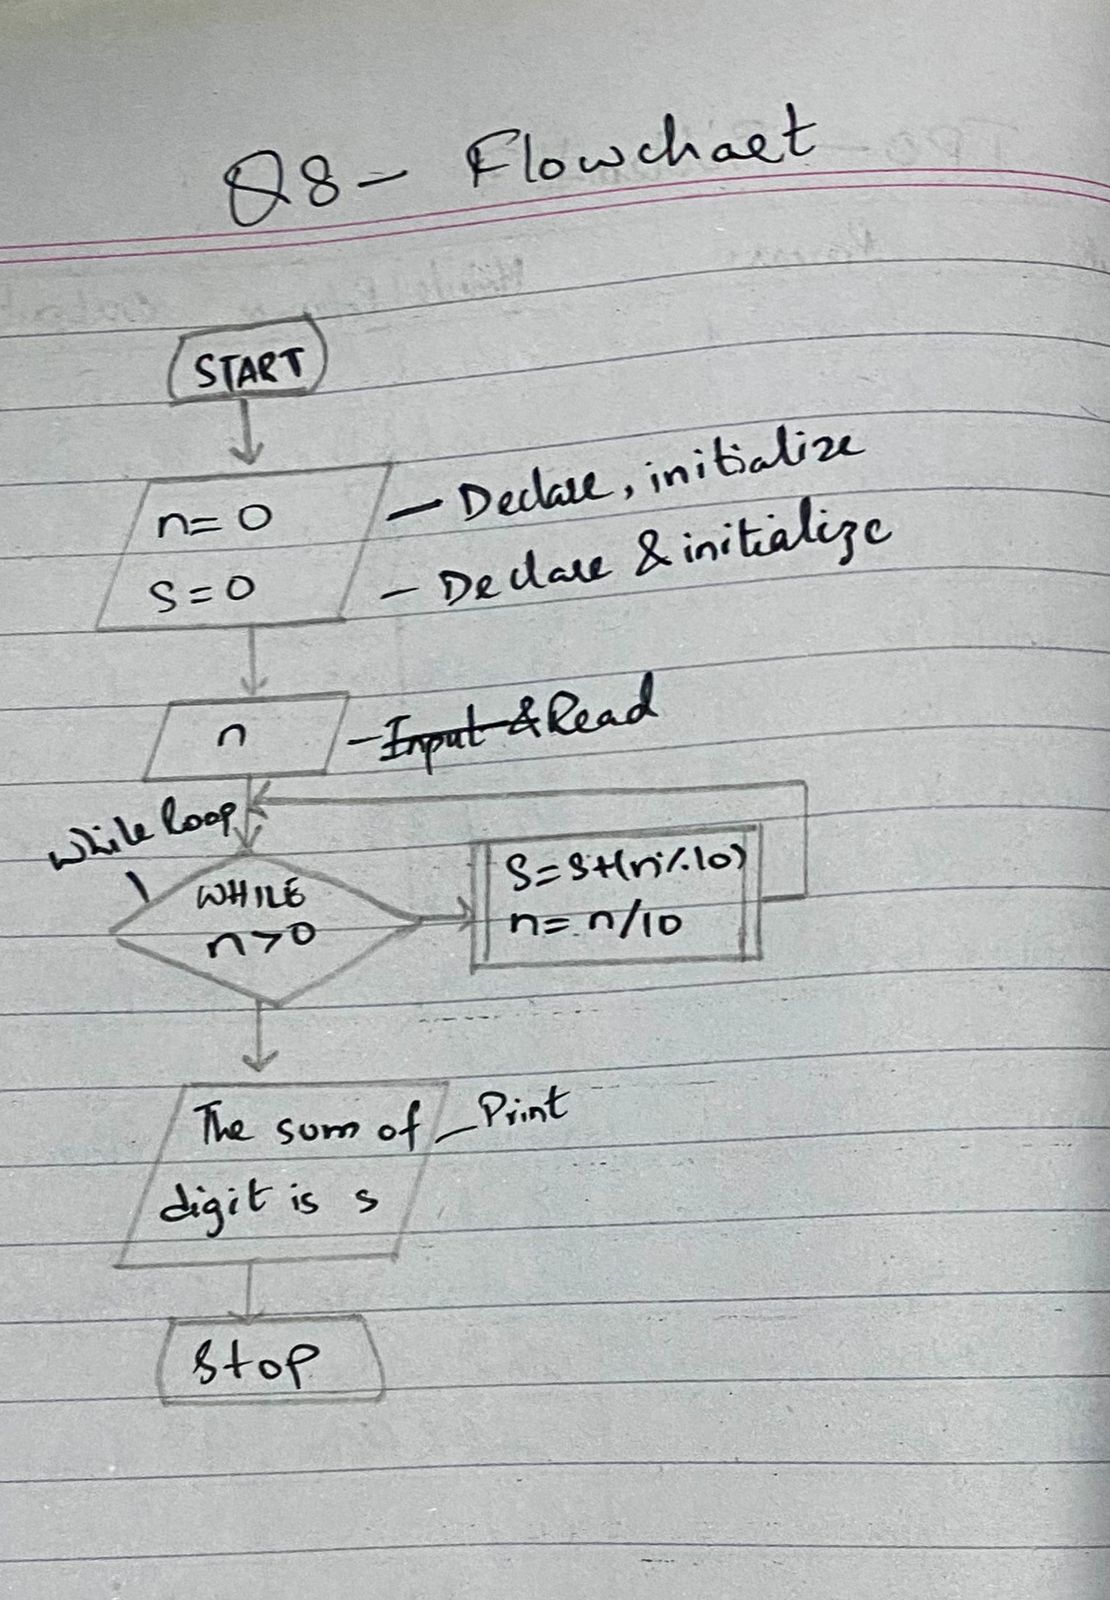 Q8 - Flowchart
START
n = 0 - Declare, initialize
S = 0 - Declare & initialize
n - Input & Read
While loop
WHILE
n > 0
S = S+(n%10)
n = n/10
The sum of - Print
digit is s
Stop